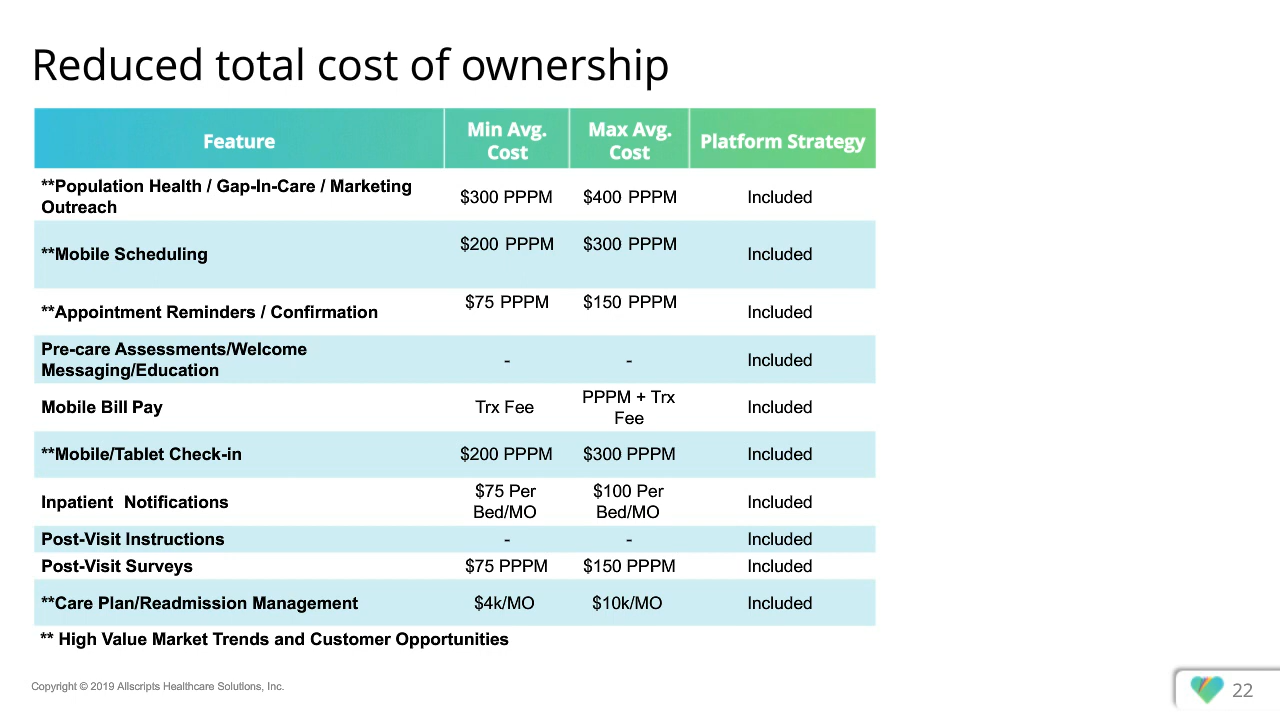 Reduced total cost of ownership
Feature
Min Avg.
Cost
Max Avg.
Cost
Platform Strategy
**Population Health / Gap-In-Care / Marketing
Outreach
$300 PPPM
$400 PPPM
Included
**Mobile Scheduling
$200 PPPM
$300 PPPM
Included
**Appointment Reminders / Confirmation
$75 PPPM
$150 PPPM
Included
Pre-care Assessments/Welcome
Messaging/Education
-
-
Included
Mobile Bill Pay
Trx Fee
PPPM + Trx
Fee
Included
**Mobile/Tablet Check-in
$200 PPPM
$300 PPPM
Included
Inpatient Notifications
$75 Per
Bed/MO
$100 Per
Bed/MO
Included
Post-Visit Instructions
-
-
Included
Post-Visit Surveys
$75 PPPM
$150 PPPM
Included
**Care Plan/Readmission Management
$4k/MO
$10k/MO
Included
** High Value Market Trends and Customer Opportunities
Copyright © 2019 Allscripts Healthcare Solutions, Inc.
22